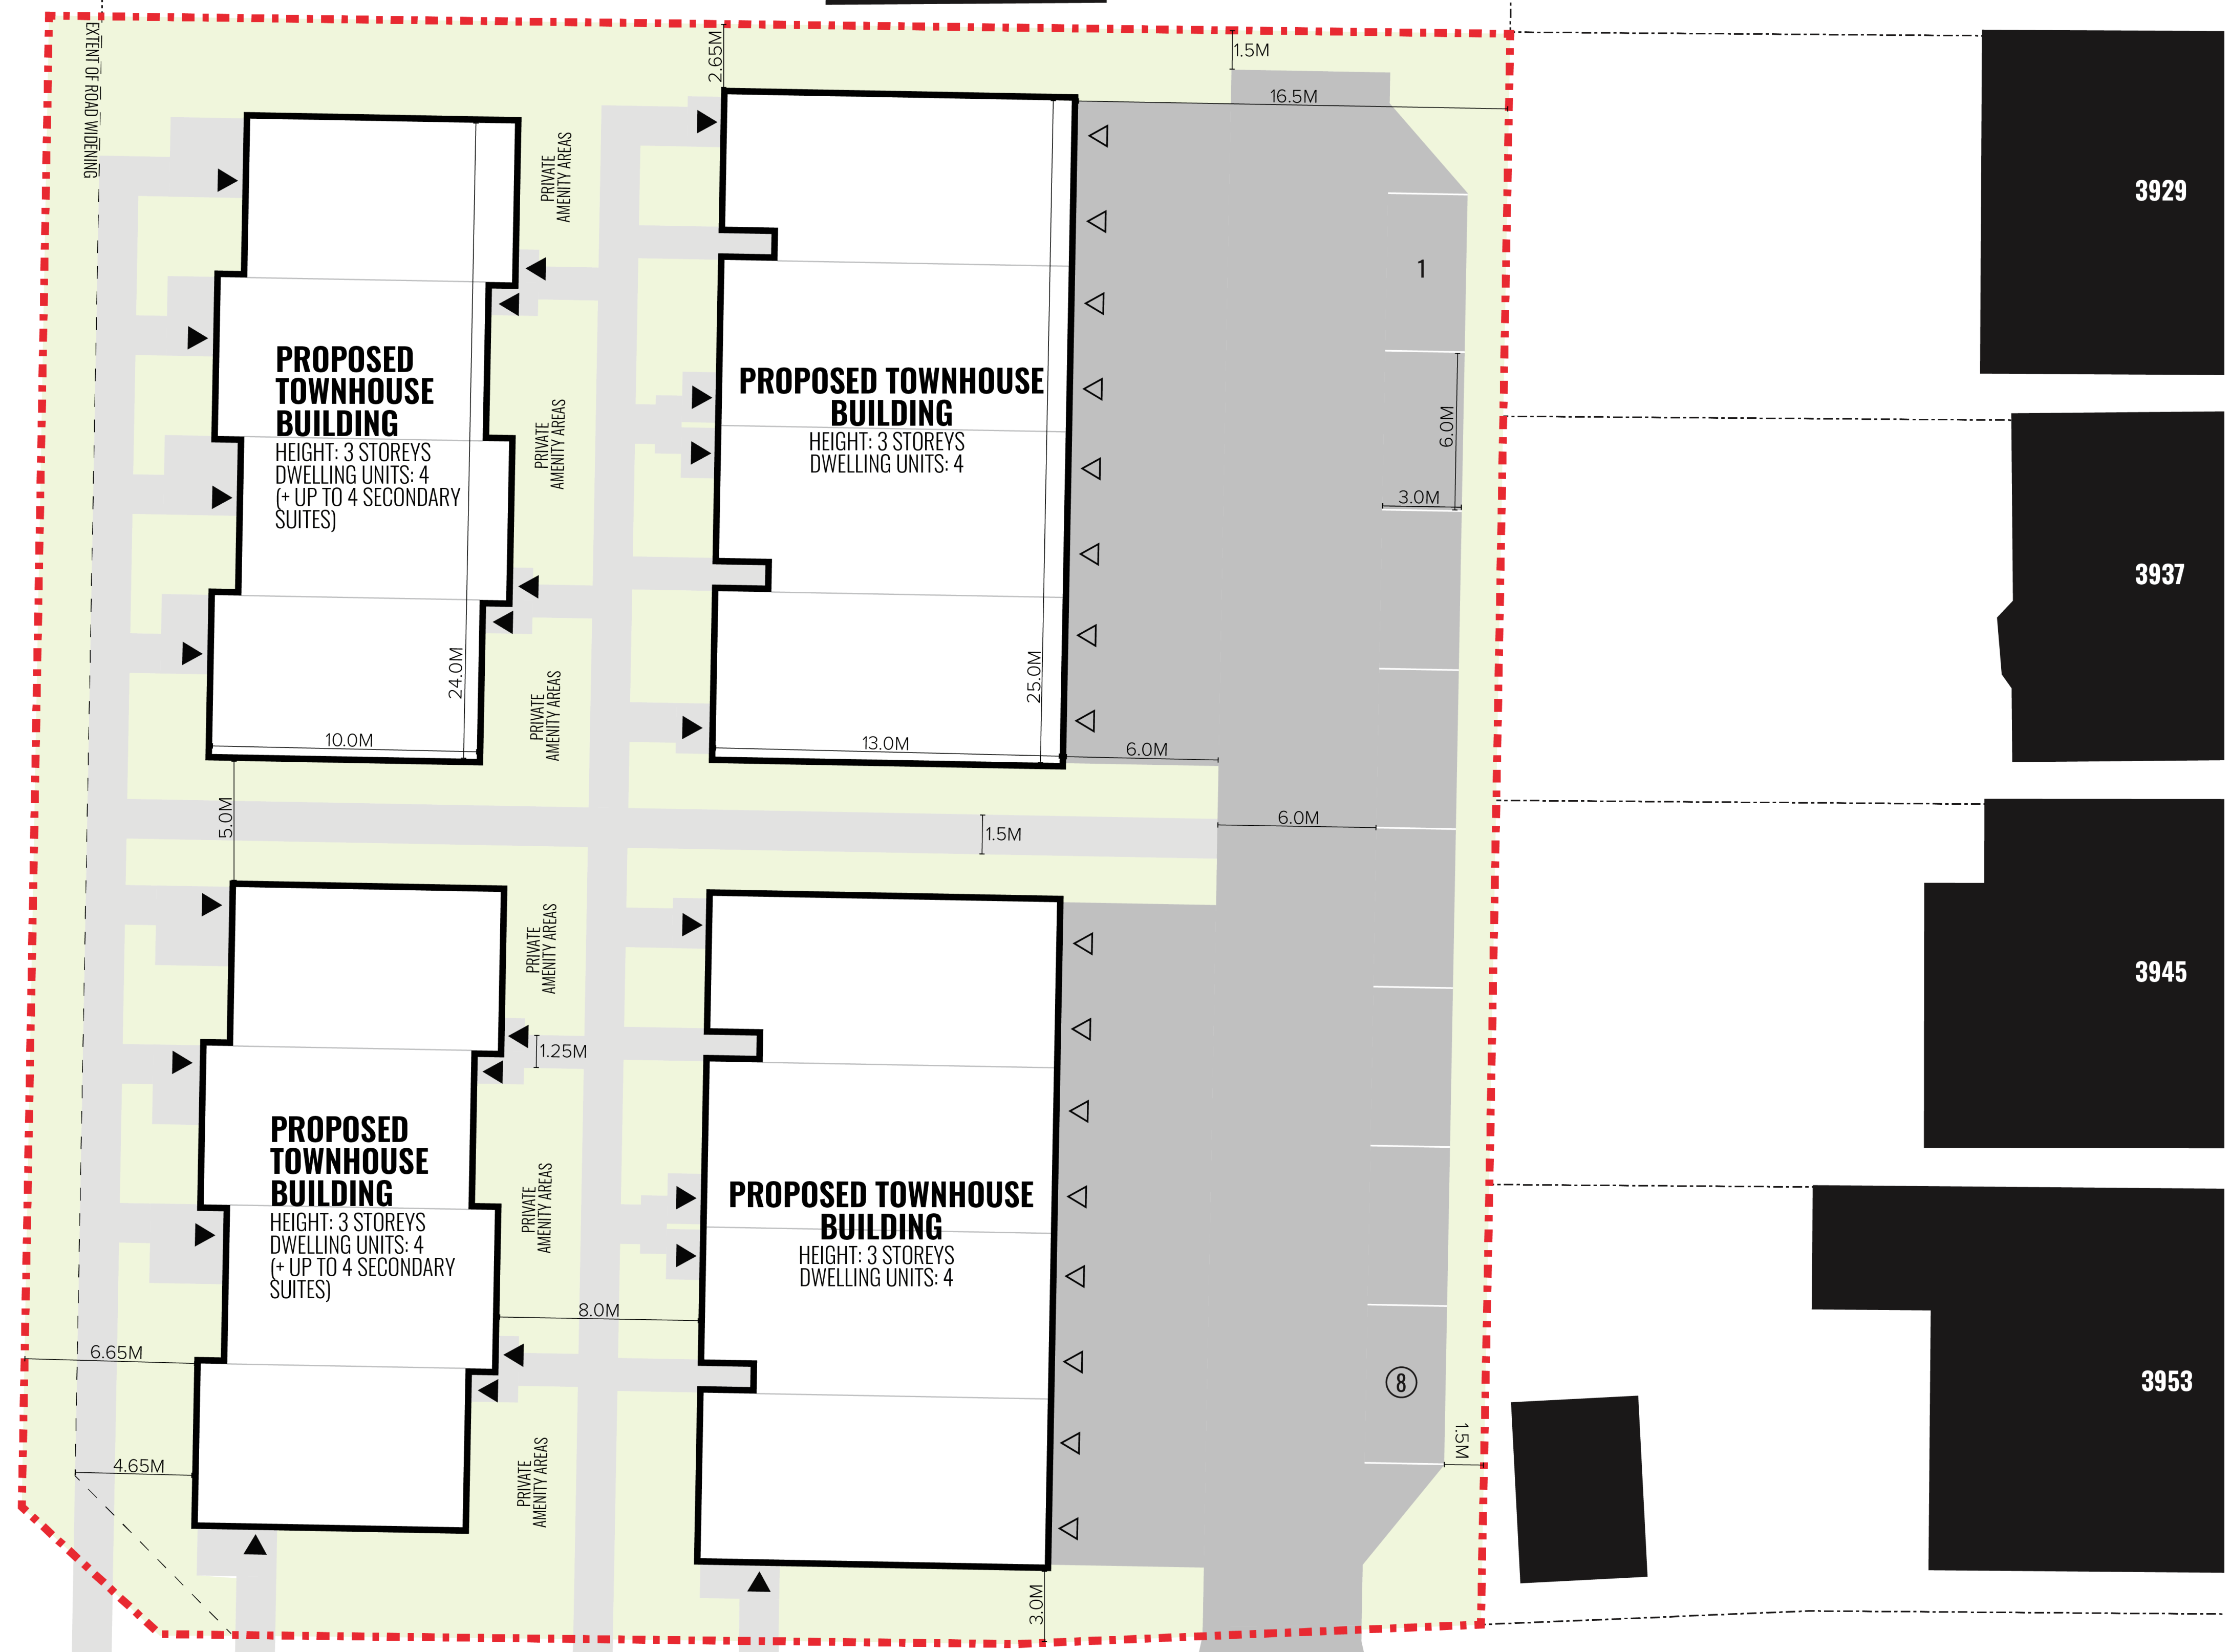 EXTENT OF ROAD WIDENING
2.65M
1.5M
16.5M
PRIVATE
AMENITY AREAS
3929
1
PROPOSED
TOWNHOUSE
BUILDING
HEIGHT: 3 STOREYS
DWELLING UNITS: 4
(+ UP TO 4 SECONDARY
SUITES)
PROPOSED TOWNHOUSE
BUILDING
HEIGHT: 3 STOREYS
DWELLING UNITS: 4
PRIVATE
AMENITY AREAS
6.0M
3.0M
3937
24.0M
PRIVATE
AMENITY AREAS
25.0M
10.0M
13.0M
6.0M
5.0M
1.5M
6.0M
PRIVATE
AMENITY AREAS
3945
1.25M
PROPOSED
TOWNHOUSE
BUILDING
HEIGHT: 3 STOREYS
DWELLING UNITS: 4
(+ UP TO 4 SECONDARY
SUITES)
PRIVATE
AMENITY AREAS
PROPOSED TOWNHOUSE
BUILDING
HEIGHT: 3 STOREYS
DWELLING UNITS: 4
8.0M
6.65M
8
3953
4.65M
PRIVATE
AMENITY AREAS
1.5M
3.0M